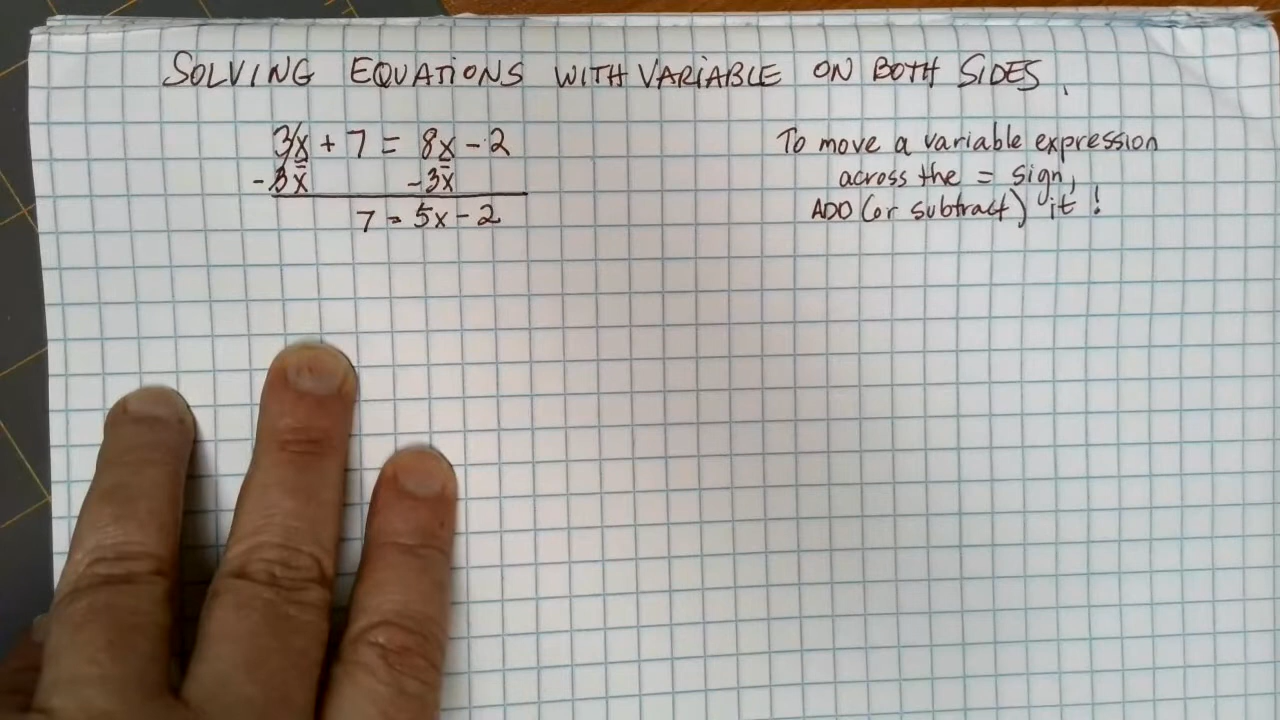 SOLVING EQUATIONS WITH VARIABLE ON BOTH SIDES.
3x + 7 = 8x - 2
-3x -3x
7 = 5x - 2
To move a variable expression
across the = sign,
ADD (or subtract) it!